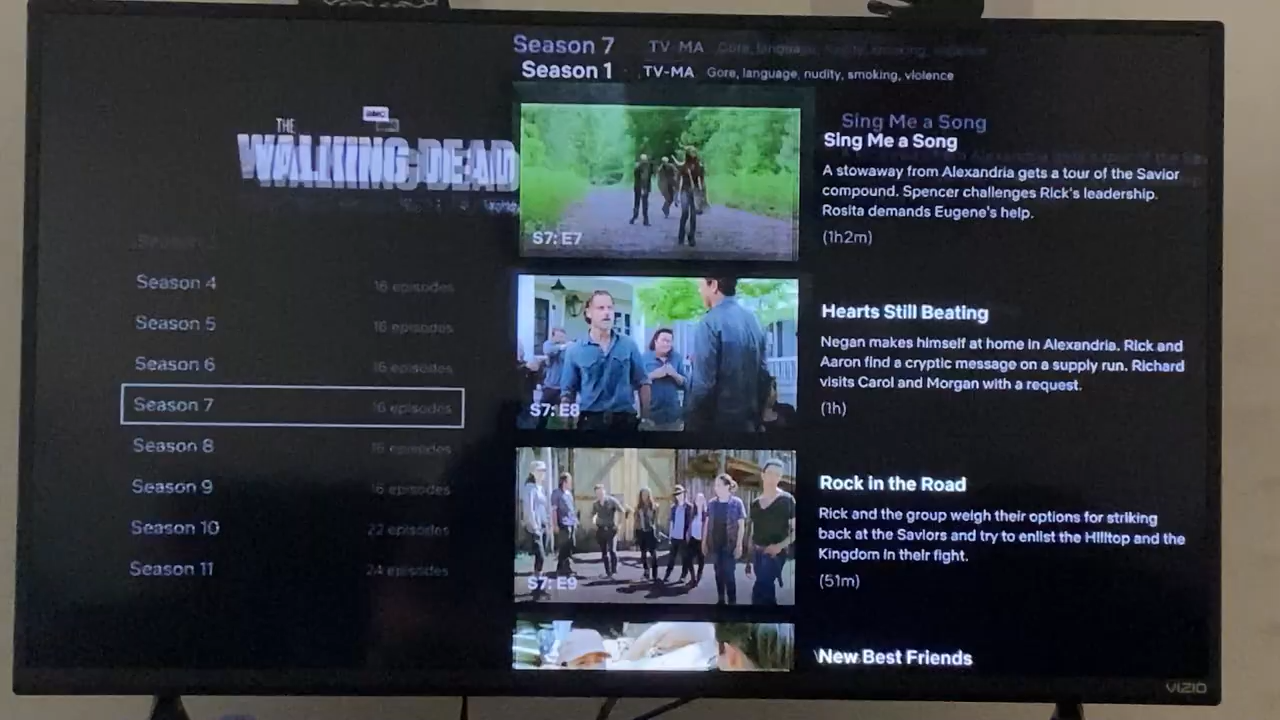 Season 7 TV-MA Gore, language, nudity, smoking, violence
Season 1 TV-MA Gore, language, nudity, smoking, violence
amc
THE
WALKING DEAD
Season 4 16 episodes
Season 5 16 episodes
Season 6 16 episodes
Season 7 16 episodes
Season 8 16 episodes
Season 9 16 episodes
Season 10 22 episodes
Season 11 24 episodes
S7: E7
Sing Me a Song
Sing Me a Song
A stowaway from Alexandria gets a tour of the Savior
compound. Spencer challenges Rick's leadership.
Rosita demands Eugene's help.
(1h2m)
S7: E8
Hearts Still Beating
Negan makes himself at home in Alexandria. Rick and
Aaron find a cryptic message on a supply run. Richard
visits Carol and Morgan with a request.
(1h)
S7: E9
Rock in the Road
Rick and the group weigh their options for striking
back at the Saviors and try to enlist the Hilltop and the
Kingdom in their fight.
(51m)
New Best Friends
VIZIO